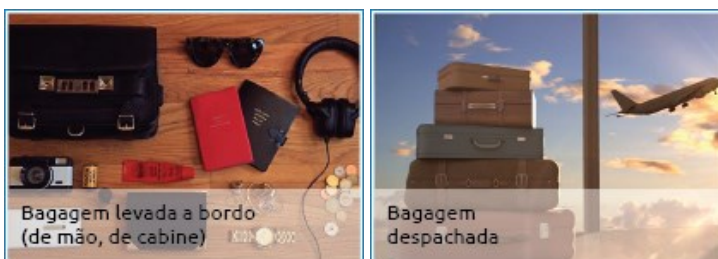 Bagagem levada a bordo
(de mão, de cabine)
Bagagem
despachada